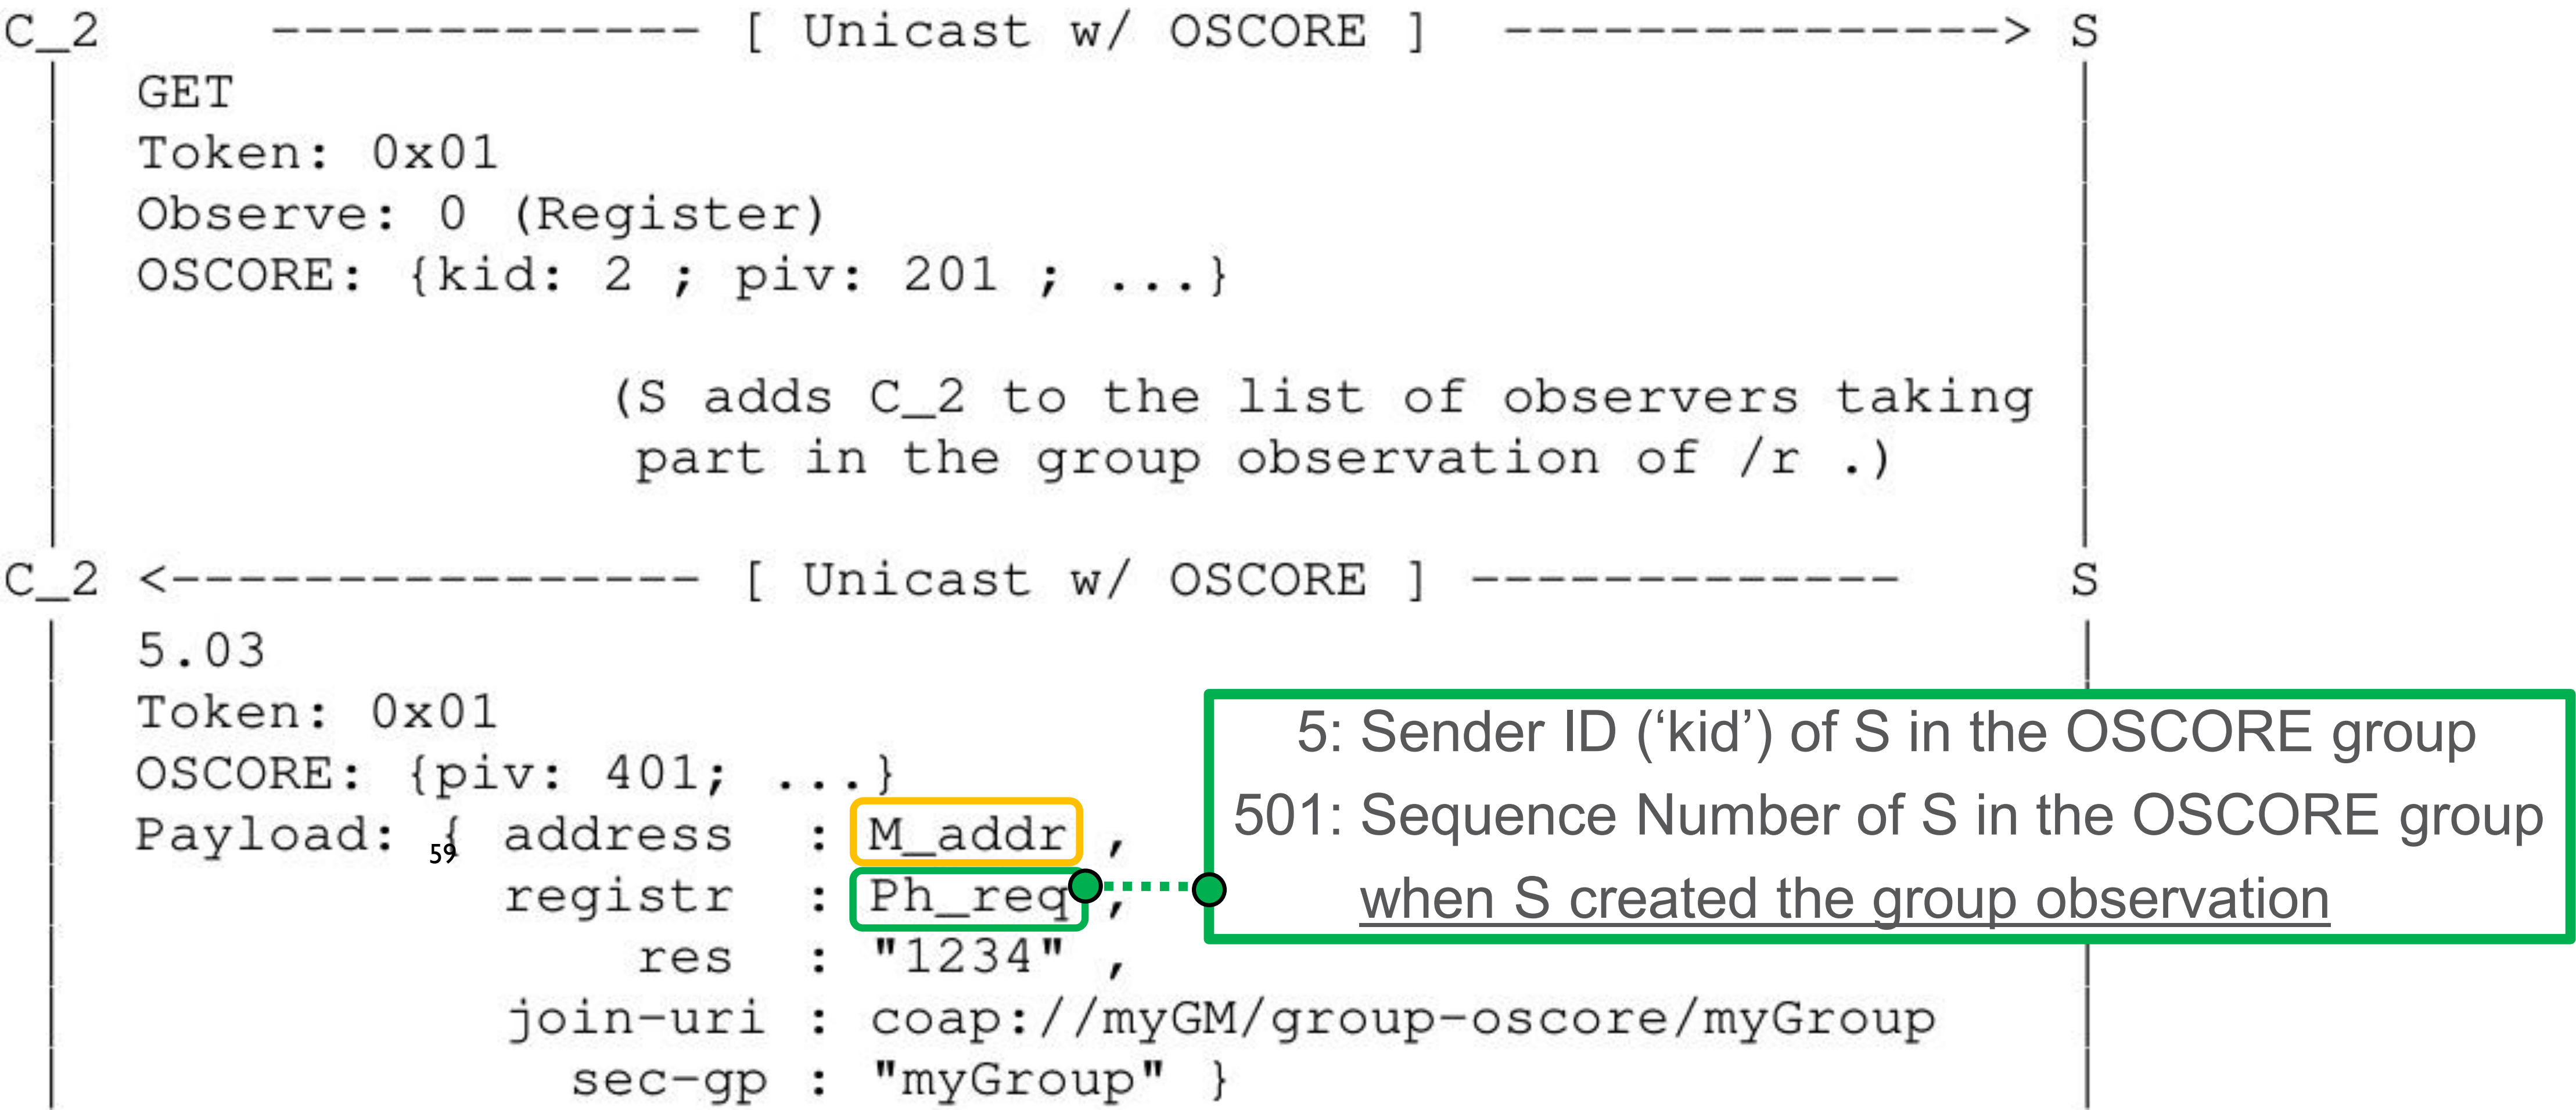 C_2 ------------- [ Unicast w/ OSCORE ] ---------------> S
GET
Token: 0x01
Observe: 0 (Register)
OSCORE: {kid: 2 ; piv: 201 ; ...}
(S adds C_2 to the list of observers taking
part in the group observation of /r .)
C_2 <---------------- [ Unicast w/ OSCORE ] ------------- S
5.03
Token: 0x01
OSCORE: {piv: 401; ...}
Payload: { address : M_addr ,
59
registr : Ph_req ,
res : "1234" ,
join-uri : coap://myGM/group-oscore/myGroup
sec-gp : "myGroup" }
5: Sender ID (‘kid’) of S in the OSCORE group
501: Sequence Number of S in the OSCORE group
when S created the group observation